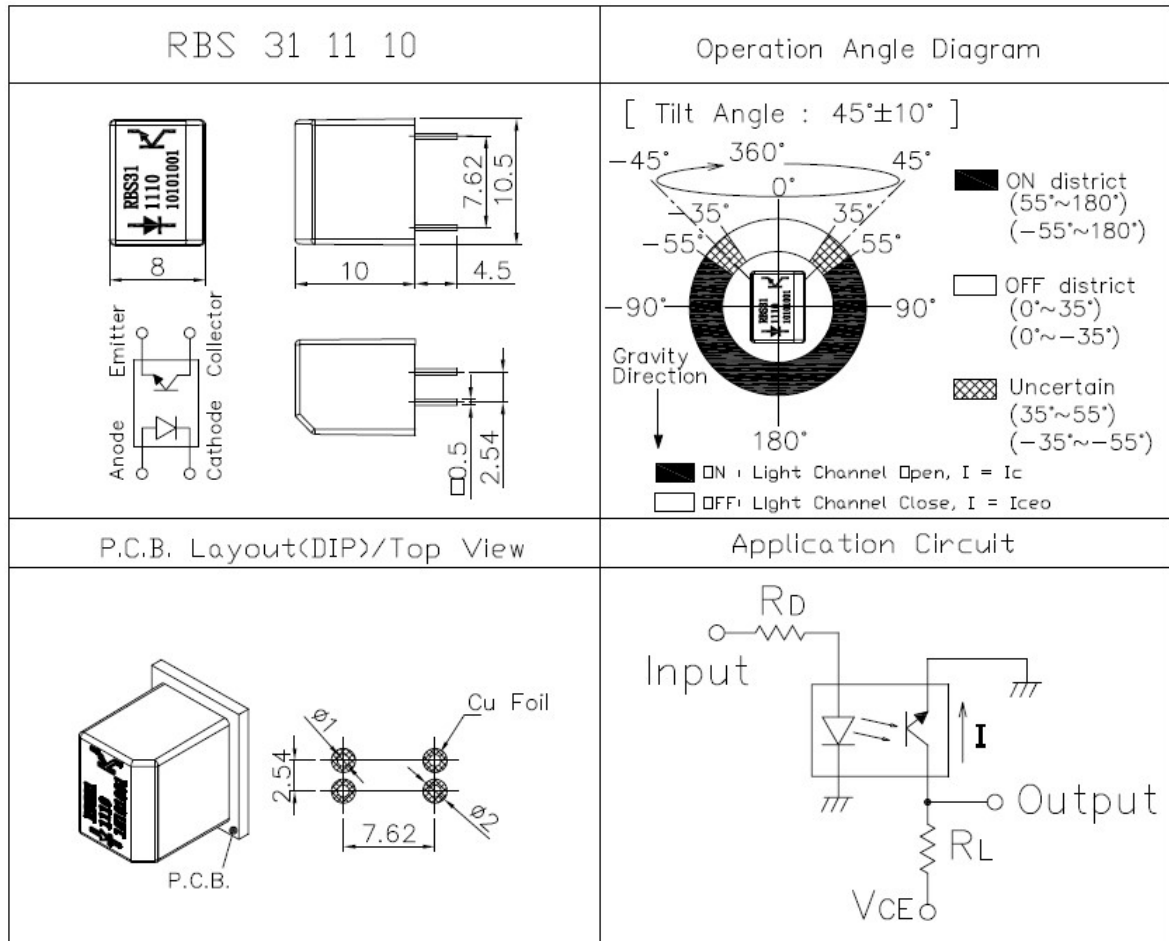 RBS 31 11 10
RBS31
1110
10101001
8
10
4.5
7.62
10.5
Emitter
Collector
Anode
Cathode
□0.5
2.54
Operation Angle Diagram
[ Tilt Angle : 45°±10° ]
-45°
360°
45°
0°
-35°
35°
-55°
55°
-90°
90°
180°
RBS31
1110
10101001
Gravity
Direction
ON district
(55°~180°)
(-55°~180°)
OFF district
(0°~35°)
(0°~-35°)
Uncertain
(35°~55°)
(-35°~-55°)
ON : Light Channel Open, I = Ic
OFF: Light Channel Close, I = Iceo
P.C.B. Layout(DIP)/Top View
P.C.B.
ø1
Cu Foil
2.54
7.62
ø2
Application Circuit
RD
Input
I
Output
RL
VCE